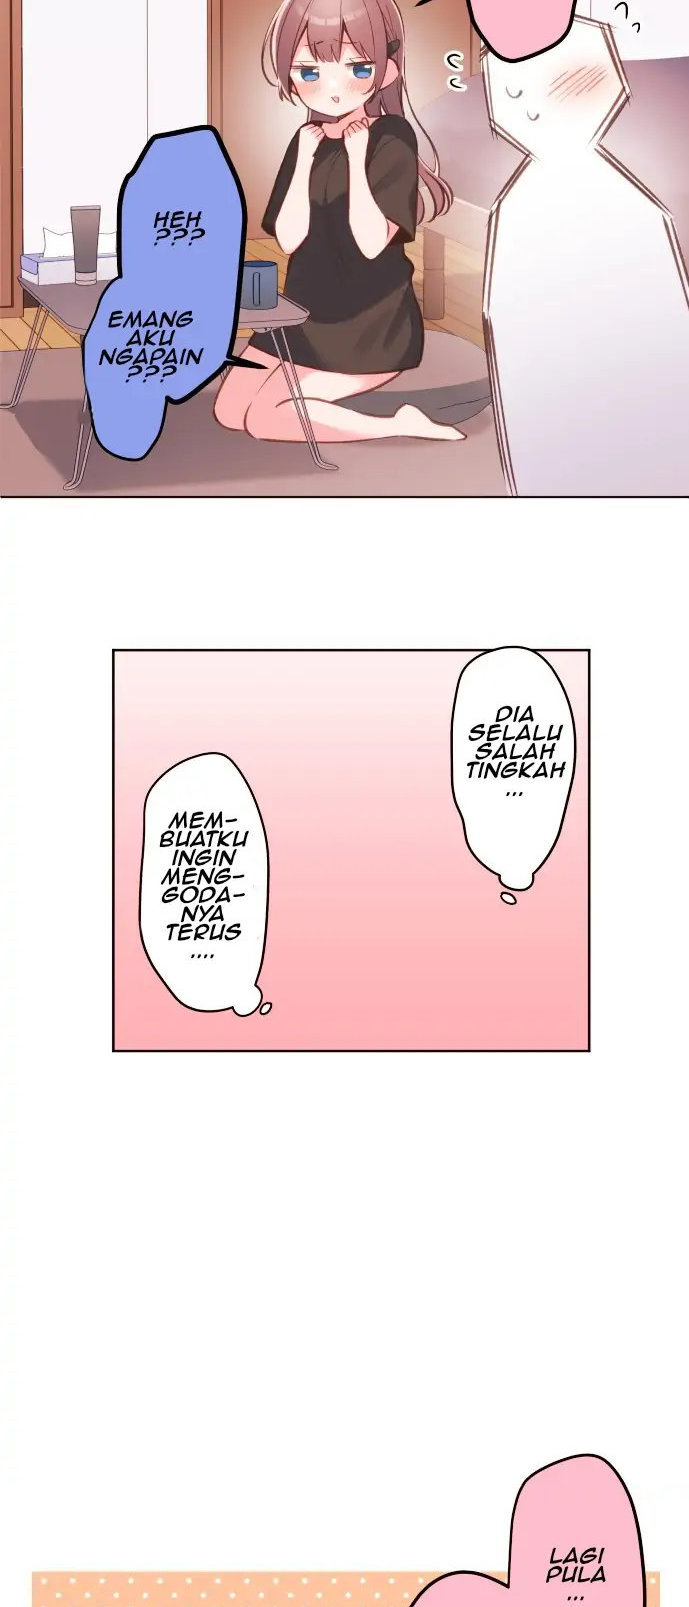 HEH
???
EMANG
AKU
NGAPAIN
???
DIA
SELALU
SALAH
TINGKAH
...
MEM-
BUATKU
INGIN
MENG-
GODA-
NYA
TERUS
....
LAGI
PULA
...